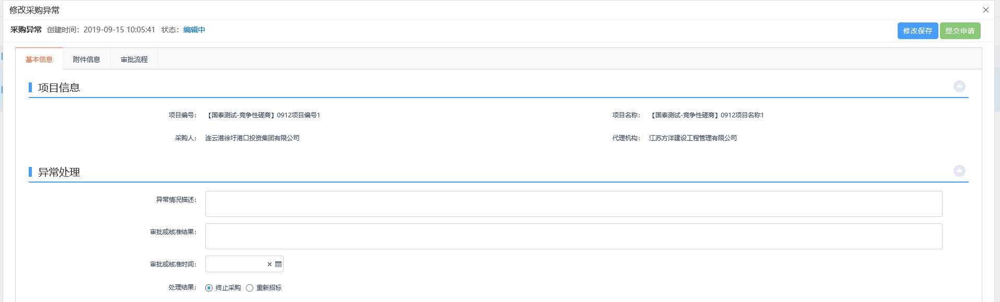 修改采购异常
采购异常 创建时间：2019-09-15 10:05:41 状态：编辑中 修改保存 提交申请
基本信息 附件信息 审批流程
项目信息
项目编号： 【国泰测试-竞争性磋商】0912项目编号1 项目名称： 【国泰测试-竞争性磋商】0912项目名称1
采购人： 连云港徐圩港口投资集团有限公司 代理机构： 江苏方洋建设工程管理有限公司
异常处理
异常情况描述：
审批或核准结果：
审批或核准时间：
处理结果： 终止采购 重新招标